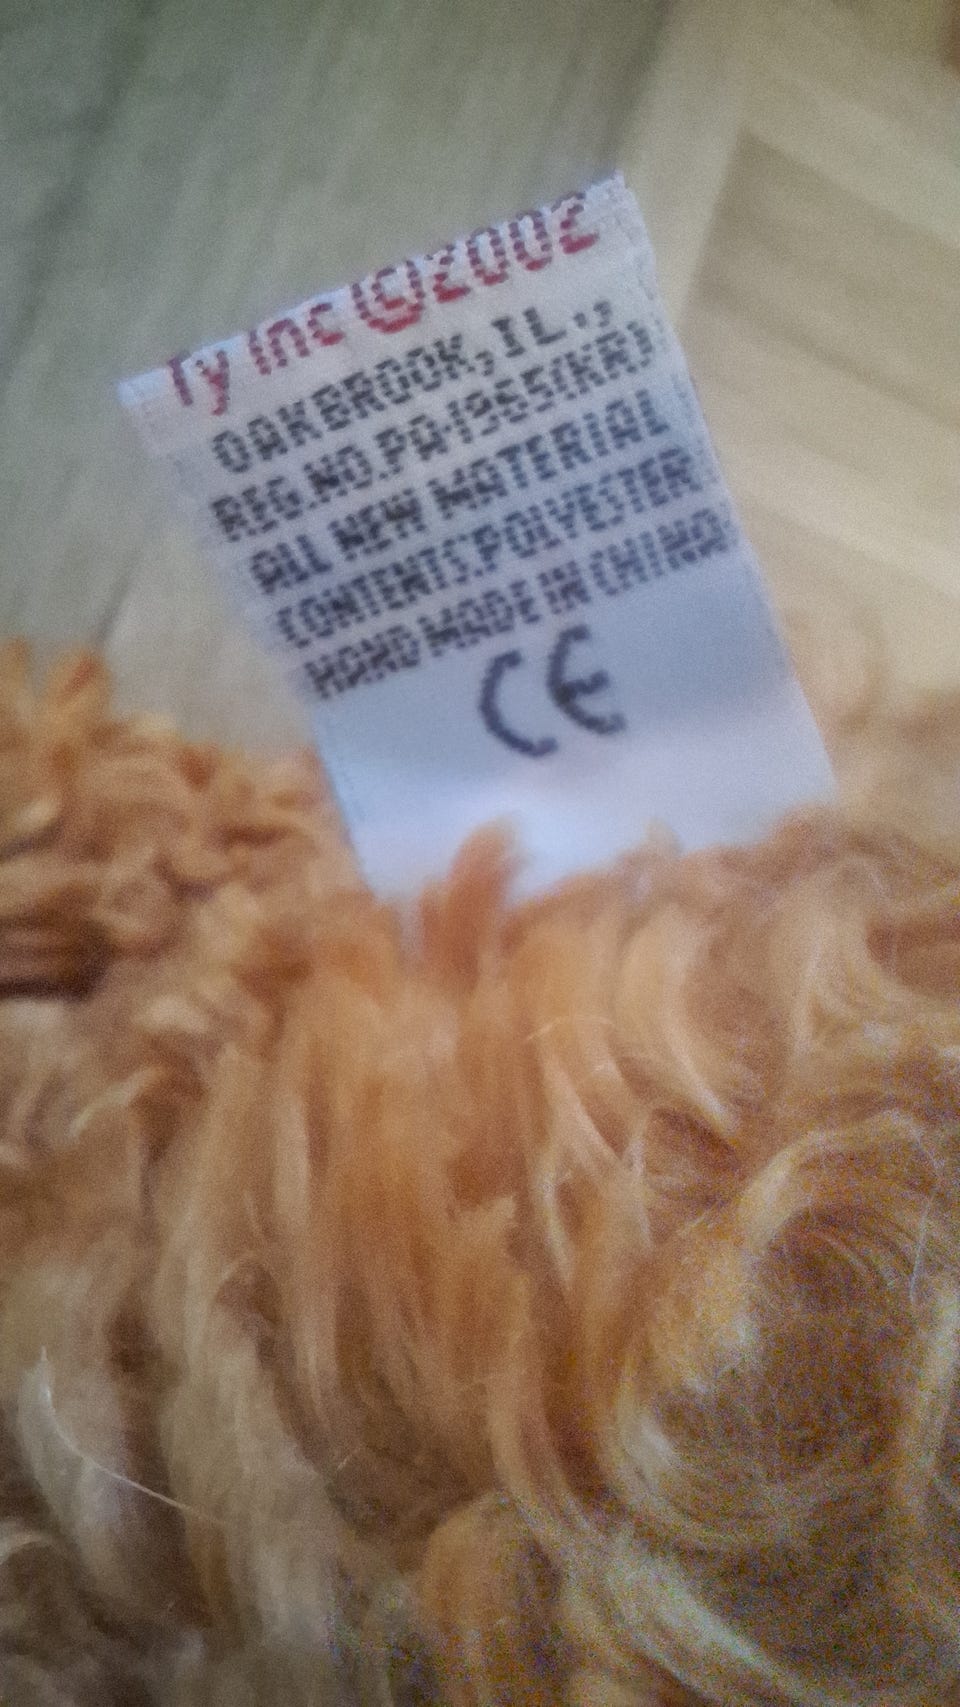 Ty Inc ©2002
OAKBROOK, IL.,
REG.NO.PA-1965(KR)
ALL NEW MATERIAL
CONTENTS:POLYESTER
HAND MADE IN CHINA
CE